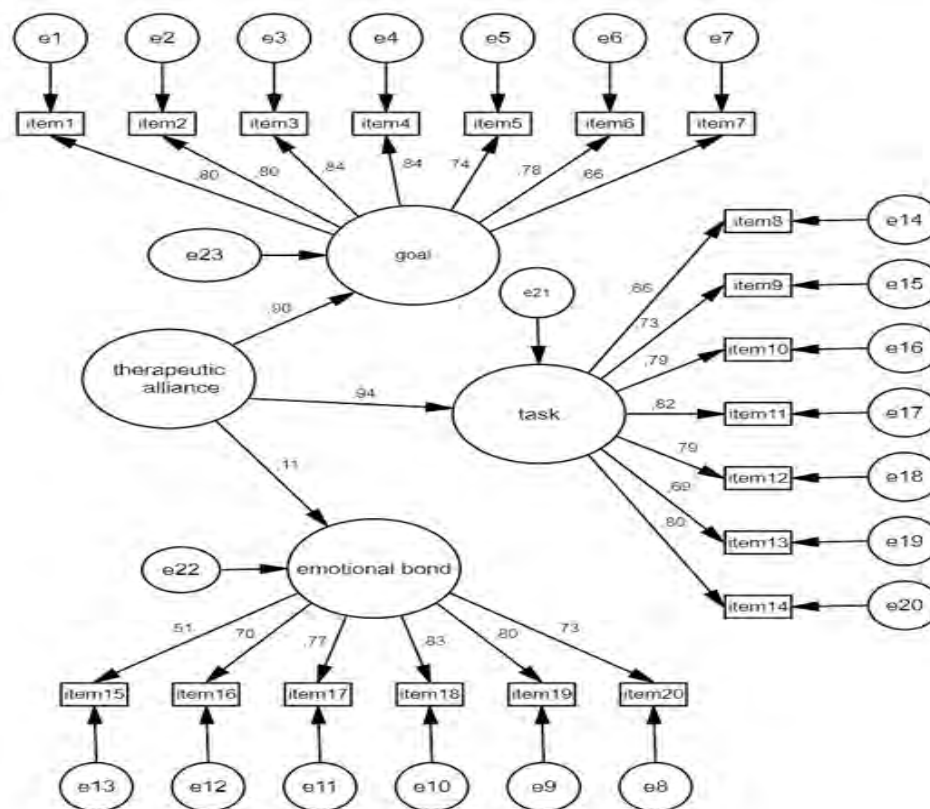 e1 e2 e3 e4 e5 e6 e7
item1 item2 item3 item4 item5 item6 item7
.80 .80 .84 .84 .74 .78 .66
item8 e14
goal
e23
item9 e15
.66
e21
.73
.90
item10 e16
.79
therapeutic
alliance
.94
task
.82
item11 e17
.79
.11
item12 e18
.69
.80
item13 e19
e22
emotional bond
item14 e20
.51 .70 .77 .83 .80 .73
item15 item16 item17 item18 item19 item20
e13 e12 e11 e10 e9 e8